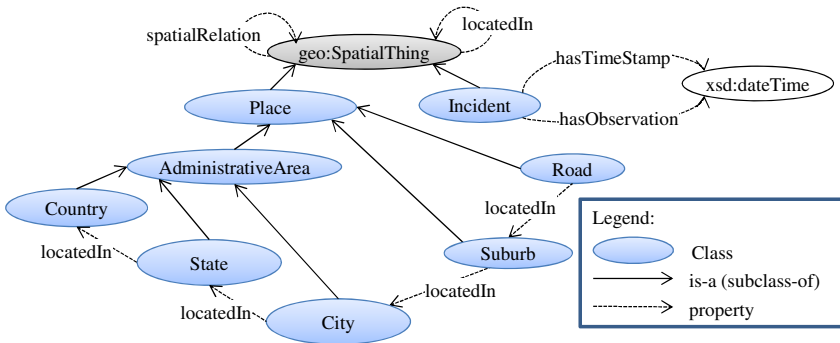 locatedIn
spatialRelation
geo:SpatialThing
hasTimeStamp
xsd:dateTime
Place
Incident
hasObservation
AdministrativeArea
Road
Country
locatedIn
Legend:
locatedIn
Suburb
Class
State
is-a (subclass-of)
locatedIn
locatedIn
City
property